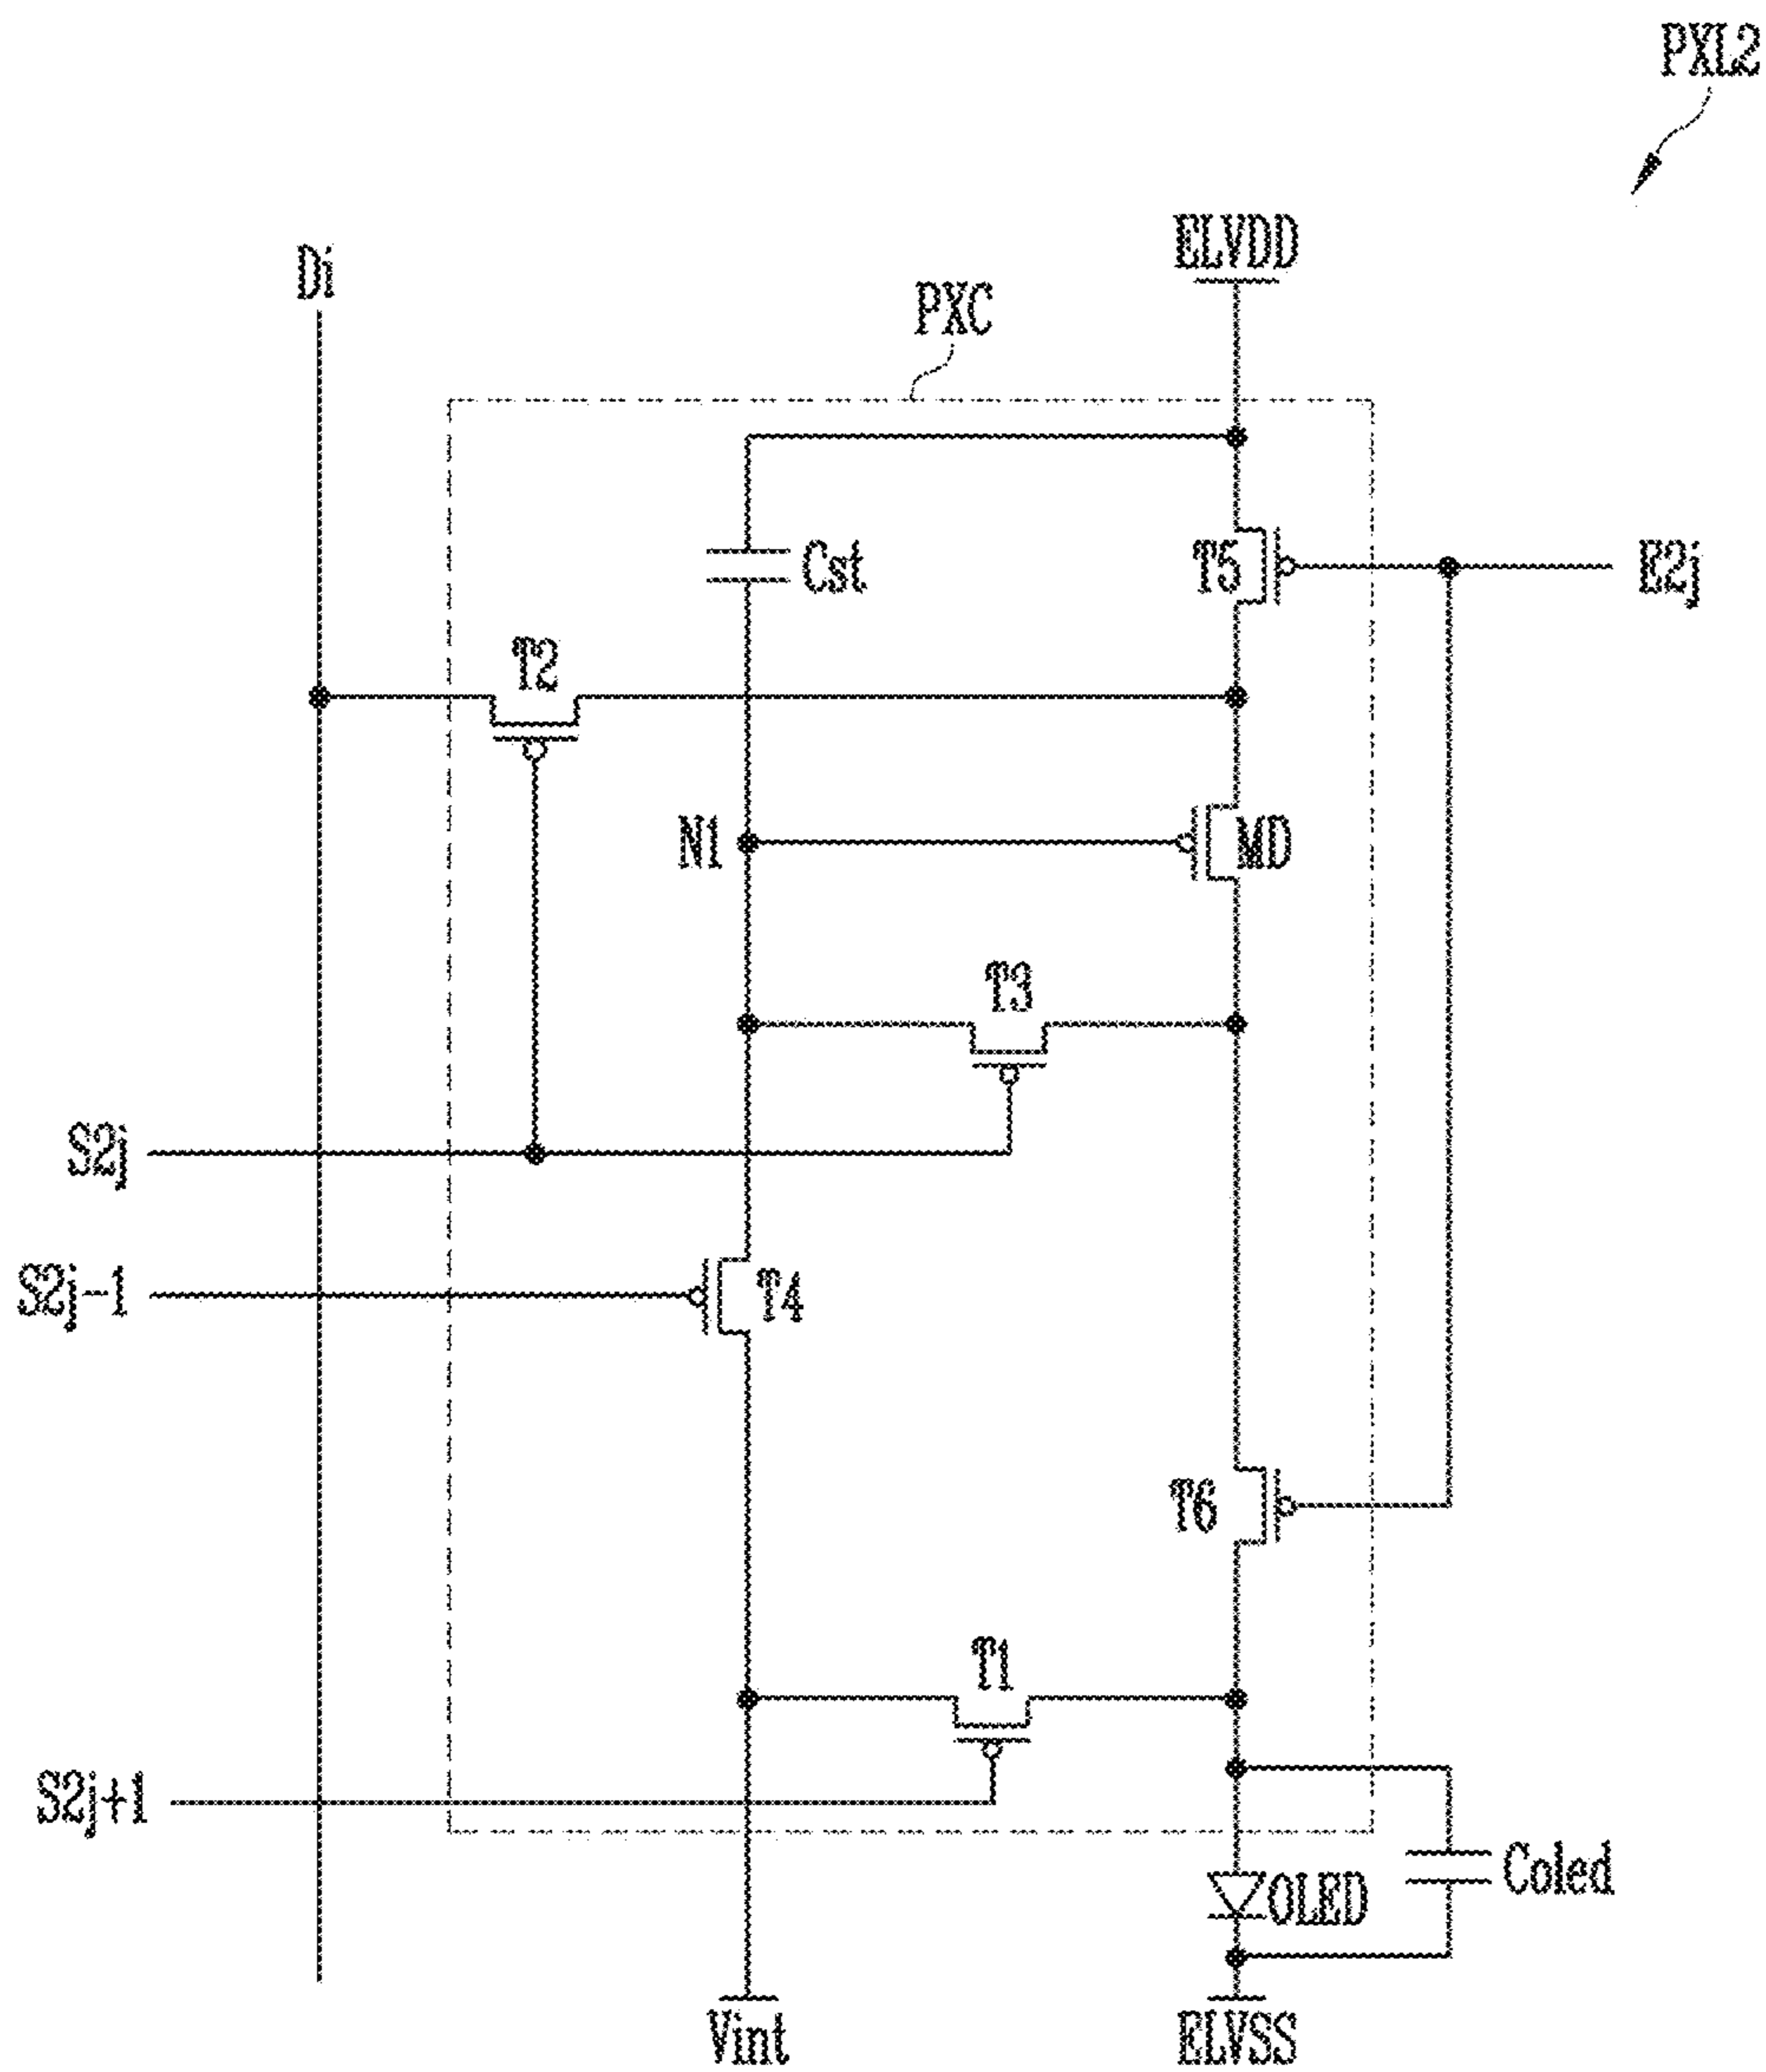 PXL2
ELVDD
Di
PXC
Cst
T5
E2j
T2
N1
MD
T3
S2j
S2j-1
T4
T6
T1
S2j+1
OLED
Coled
Vint
ELVSS